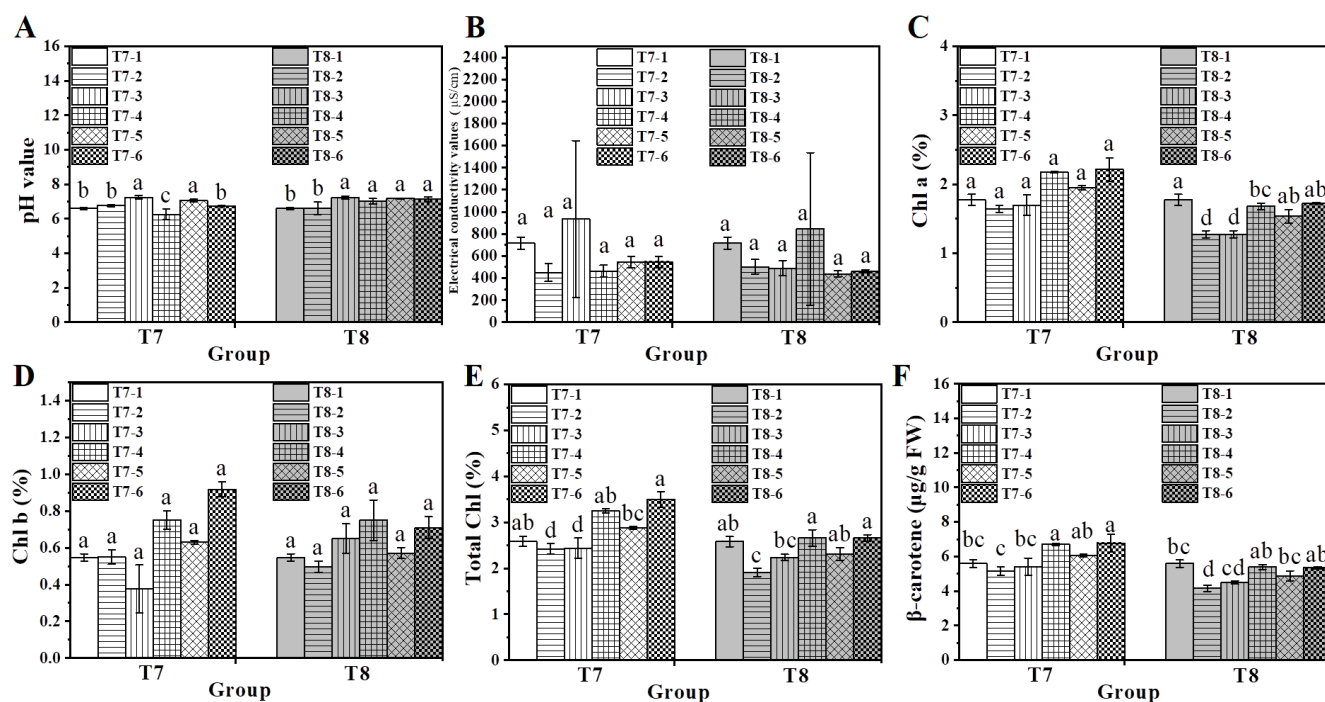 A
pH value
16
14
12
10
8
6
4
2
0
T7-1
T7-2
T7-3
T7-4
T7-5
T7-6
T8-1
T8-2
T8-3
T8-4
T8-5
T8-6
b b a c a b
b b a a a a
T7 T8
Group
B
Electrical conductivity values ( μS/cm)
2400
2200
2000
1800
1600
1400
1200
1000
800
600
400
200
0
T7-1
T7-2
T7-3
T7-4
T7-5
T7-6
T8-1
T8-2
T8-3
T8-4
T8-5
T8-6
a a a a a a
a a a a a a
T7 T8
Group
C
Chl a (%)
4
3
2
1
0
T7-1
T7-2
T7-3
T7-4
T7-5
T7-6
T8-1
T8-2
T8-3
T8-4
T8-5
T8-6
a a a a a a
a d d bc ab ab
T7 T8
Group
D
Chl b (%)
1.4
1.2
1.0
0.8
0.6
0.4
0.2
0.0
T7-1
T7-2
T7-3
T7-4
T7-5
T7-6
T8-1
T8-2
T8-3
T8-4
T8-5
T8-6
a a a a a a
a a a a a a
T7 T8
Group
E
Total Chl (%)
6
5
4
3
2
1
0
T7-1
T7-2
T7-3
T7-4
T7-5
T7-6
T8-1
T8-2
T8-3
T8-4
T8-5
T8-6
ab d d ab bc a
ab c bc a ab a
T7 T8
Group
F
β-carotene (μg/g FW)
16
14
12
10
8
6
4
2
0
T7-1
T7-2
T7-3
T7-4
T7-5
T7-6
T8-1
T8-2
T8-3
T8-4
T8-5
T8-6
bc c bc a ab a
bc d cd ab bc ab
T7 T8
Group